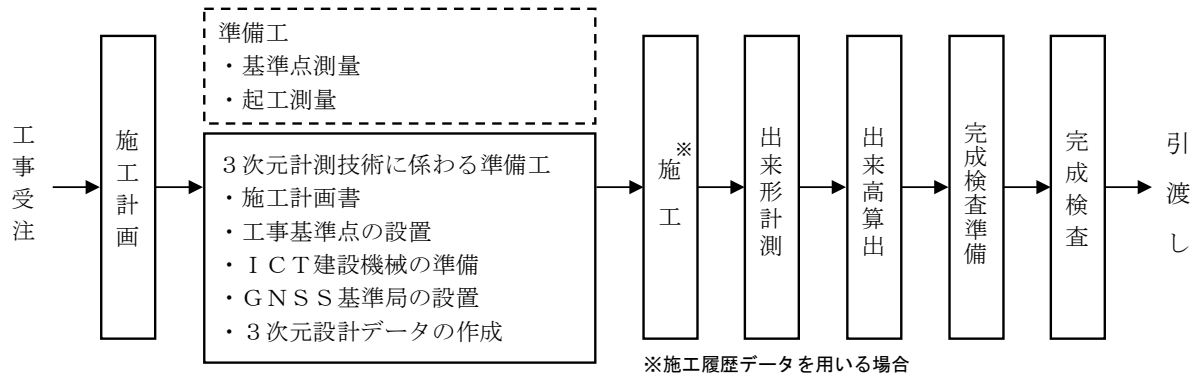 工事受注
施工計画
準備工
・基準点測量
・起工測量
３次元計測技術に係わる準備工
・施工計画書
・工事基準点の設置
・ＩＣＴ建設機械の準備
・ＧＮＳＳ基準局の設置
・３次元設計データの作成
施工※
出来形計測
出来高算出
完成検査準備
完成検査
引渡し
※施工履歴データを用いる場合